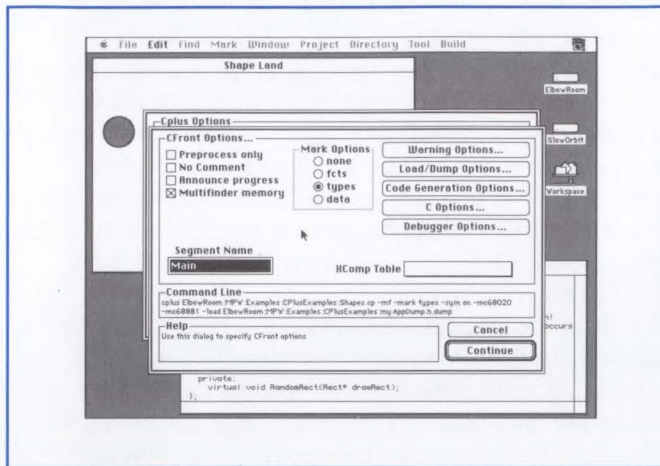 File Edit Find Mark Window Project Directory Tool Build
Shape Land
ElbowRoom
SlowOrbit
Workspace
Cplus Options
CFront Options...
Preprocess only
No Comment
Announce progress
Multifinder memory
Mark Options
none
fcts
types
data
Warning Options...
Load/Dump Options...
Code Generation Options...
C Options...
Debugger Options...
Segment Name
Main
XComp Table
Command Line
cplus ElbowRoom:MPW:Examples:CPlusExamples:Shapes.cp -mf -mark types -sym on -mc68020
-mc68881 -load ElbowRoom:MPW:Examples:CPlusExamples:myAppDump.h.dump
Help
Use this dialog to specify CFront options
Cancel
Continue
occurs
private:
virtual void RandomRect(Rect* drawRect);
};